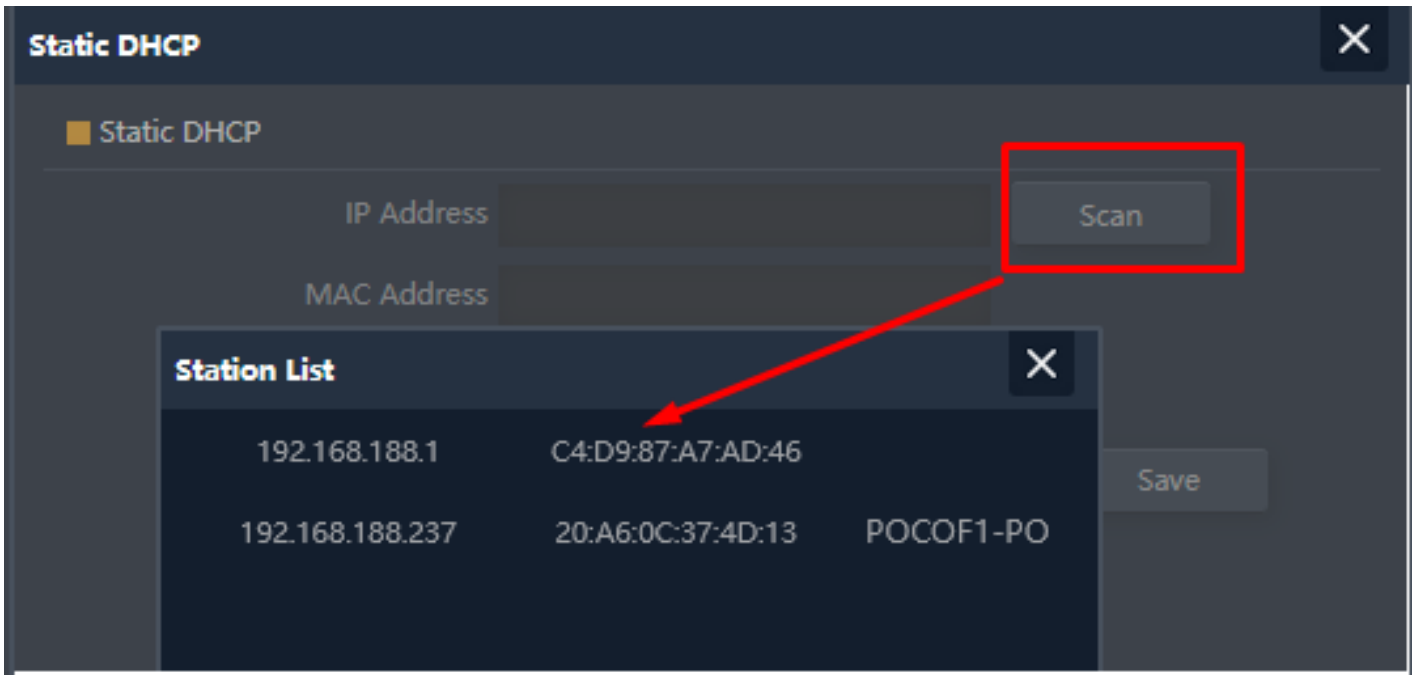 Static DHCP
Static DHCP
IP Address
Scan
MAC Address
Station List
192.168.188.1 C4:D9:87:A7:AD:46
Save
192.168.188.237 20:A6:0C:37:4D:13 POCOF1-PO